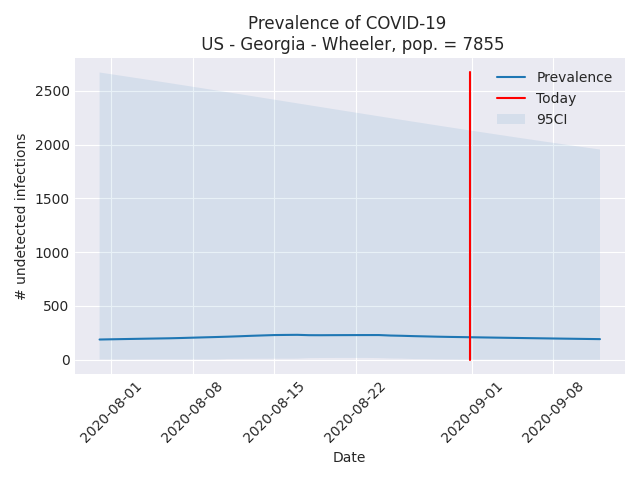 Prevalence of COVID-19
US - Georgia - Wheeler, pop. = 7855
Prevalence
Today
95CI
# undetected infections
2500
2000
1500
1000
500
0
2020-08-01
2020-08-08
2020-08-15
2020-08-22
2020-09-01
2020-09-08
Date